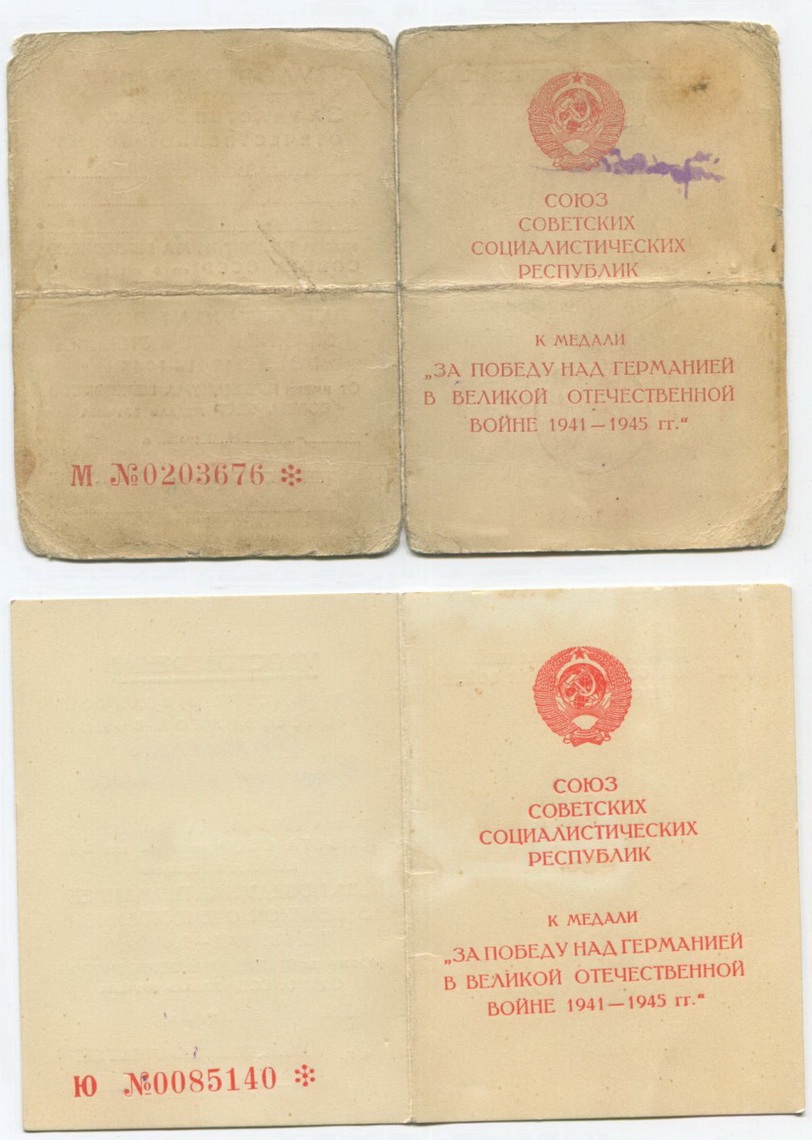 СОЮЗ
СОВЕТСКИХ
СОЦИАЛИСТИЧЕСКИХ
РЕСПУБЛИК
К МЕДАЛИ
„ЗА ПОБЕДУ НАД ГЕРМАНИЕЙ
В ВЕЛИКОЙ ОТЕЧЕСТВЕННОЙ
ВОЙНЕ 1941—1945 гг.“
М №0203676 *
СОЮЗ
СОВЕТСКИХ
СОЦИАЛИСТИЧЕСКИХ
РЕСПУБЛИК
К МЕДАЛИ
„ЗА ПОБЕДУ НАД ГЕРМАНИЕЙ
В ВЕЛИКОЙ ОТЕЧЕСТВЕННОЙ
ВОЙНЕ 1941—1945 гг.“
Ю №0085140 *